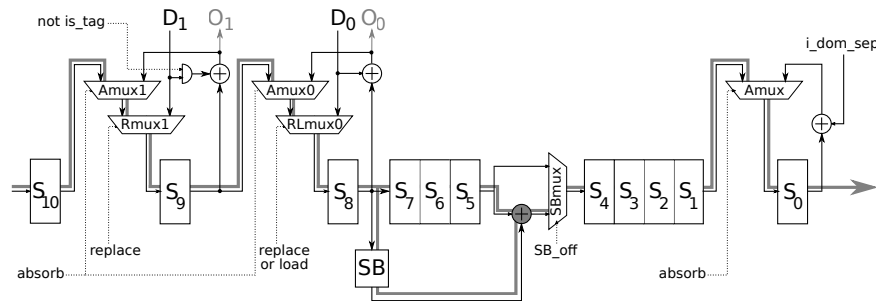 not is_tag
D1
O1
D0
O0
i_dom_sep
Amux1
Amux0
Amux
Rmux1
RLmux0
S10
S9
S8
S7
S6
S5
SBmux
S4
S3
S2
S1
S0
replace
replace
or load
SB_off
absorb
SB
absorb